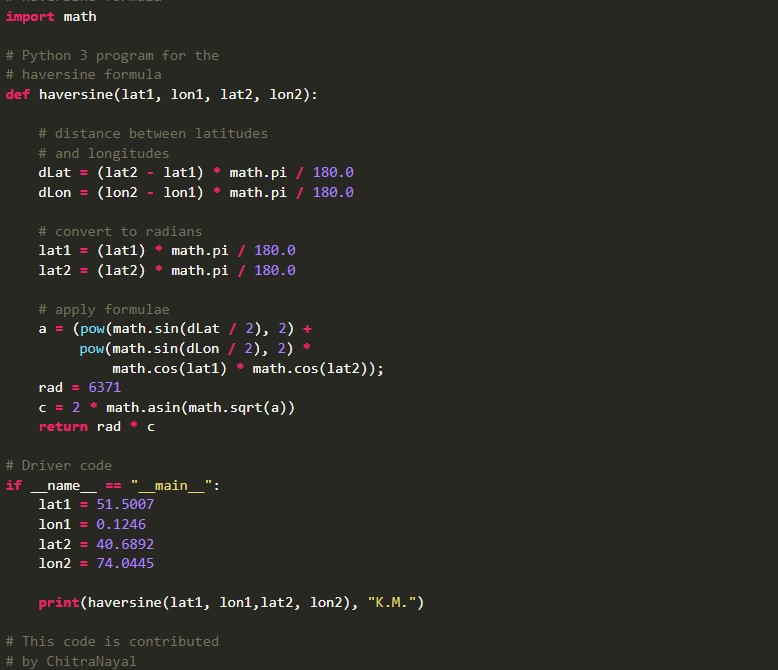 import math
# Python 3 program for the
# haversine formula
def haversine(lat1, lon1, lat2, lon2):
# distance between latitudes
# and longitudes
dLat = (lat2 - lat1) * math.pi / 180.0
dLon = (lon2 - lon1) * math.pi / 180.0
# convert to radians
lat1 = (lat1) * math.pi / 180.0
lat2 = (lat2) * math.pi / 180.0
# apply formulae
a = (pow(math.sin(dLat / 2), 2) +
pow(math.sin(dLon / 2), 2) *
math.cos(lat1) * math.cos(lat2));
rad = 6371
c = 2 * math.asin(math.sqrt(a))
return rad * c
# Driver code
if __name__ == "__main__":
lat1 = 51.5007
lon1 = 0.1246
lat2 = 40.6892
lon2 = 74.0445
print(haversine(lat1, lon1,lat2, lon2), "K.M.")
# This code is contributed
# by ChitraNayal